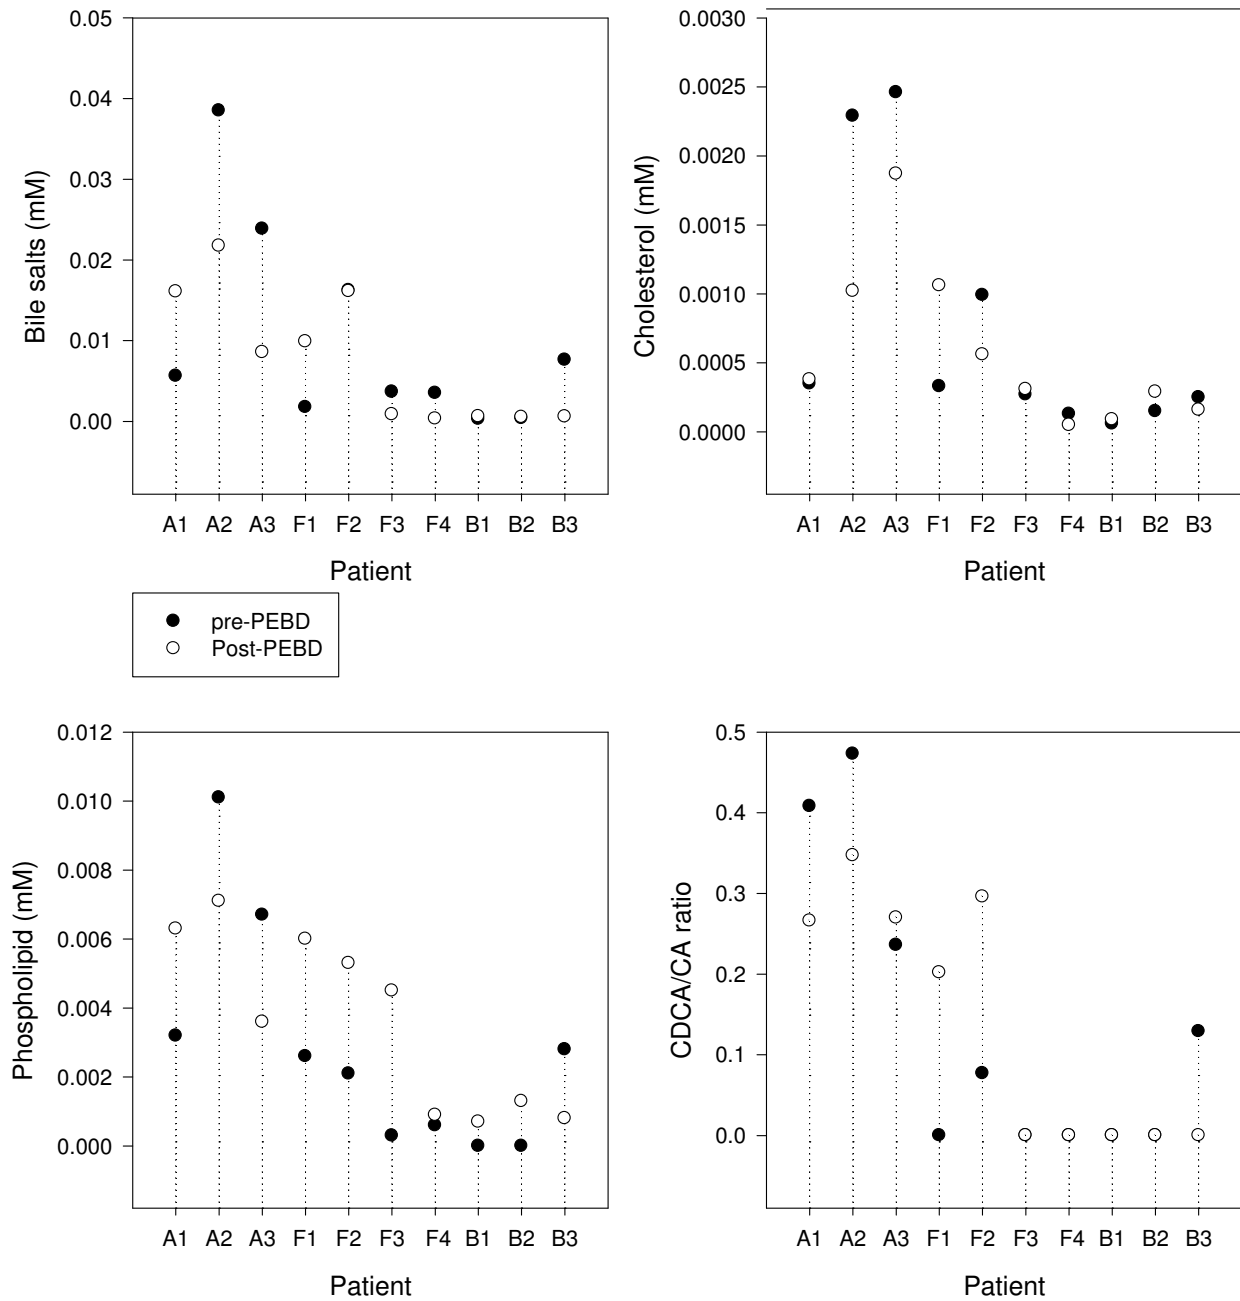 0.05
0.04
0.03
0.02
0.01
0.00
Bile salts (mM)
A1 A2 A3 F1 F2 F3 F4 B1 B2 B3
Patient
0.0030
0.0025
0.0020
0.0015
0.0010
0.0005
0.0000
Cholesterol (mM)
A1 A2 A3 F1 F2 F3 F4 B1 B2 B3
Patient
pre-PEBD
Post-PEBD
0.012
0.010
0.008
0.006
0.004
0.002
0.000
Phospholipid (mM)
A1 A2 A3 F1 F2 F3 F4 B1 B2 B3
Patient
0.5
0.4
0.3
0.2
0.1
0.0
CDCA/CA ratio
A1 A2 A3 F1 F2 F3 F4 B1 B2 B3
Patient